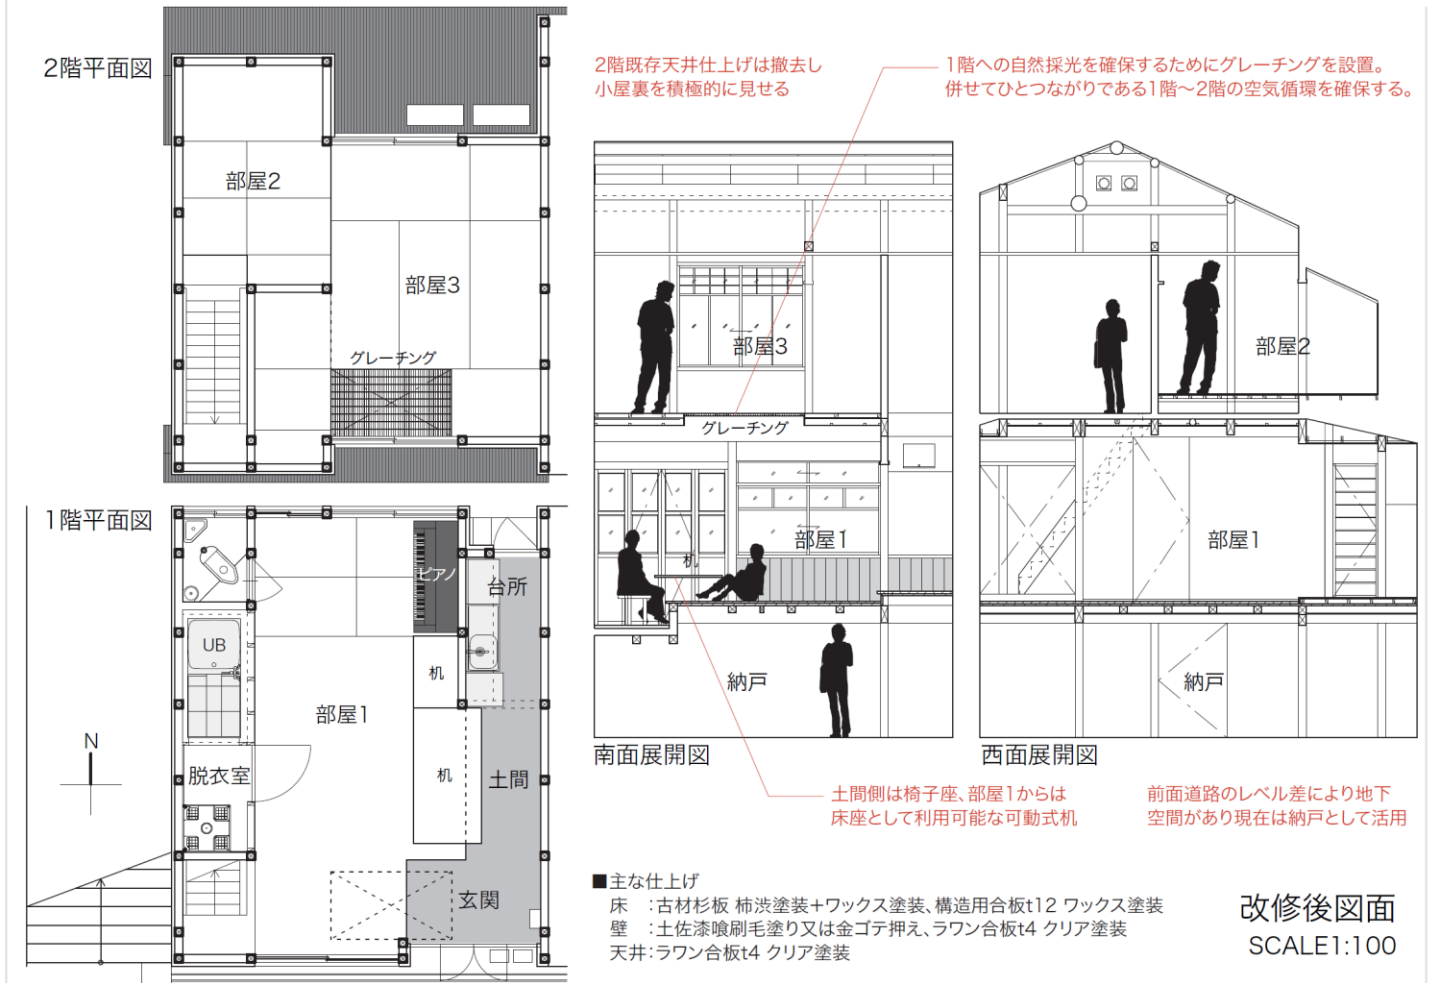 2階平面図
部屋2
部屋3
グレーチング
1階平面図
ピアノ
台所
UB
机
部屋1
脱衣室
机
土間
玄関
N
2階既存天井仕上げは撤去し
小屋裏を積極的に見せる
1階への自然採光を確保するためにグレーチングを設置。
併せてひとつながりである1階〜2階の空気循環を確保する。
部屋3
グレーチング
部屋1
机
納戸
南面展開図
部屋2
部屋1
納戸
西面展開図
土間側は椅子座、部屋1からは
床座として利用可能な可動式机
前面道路のレベル差により地下
空間があり現在は納戸として活用
■主な仕上げ
床 :古材杉板 柿渋塗装+ワックス塗装、構造用合板t12 ワックス塗装
壁 :土佐漆喰刷毛塗り又は金ゴテ押え、ラワン合板t4 クリア塗装
天井:ラワン合板t4 クリア塗装
改修後図面
SCALE1:100